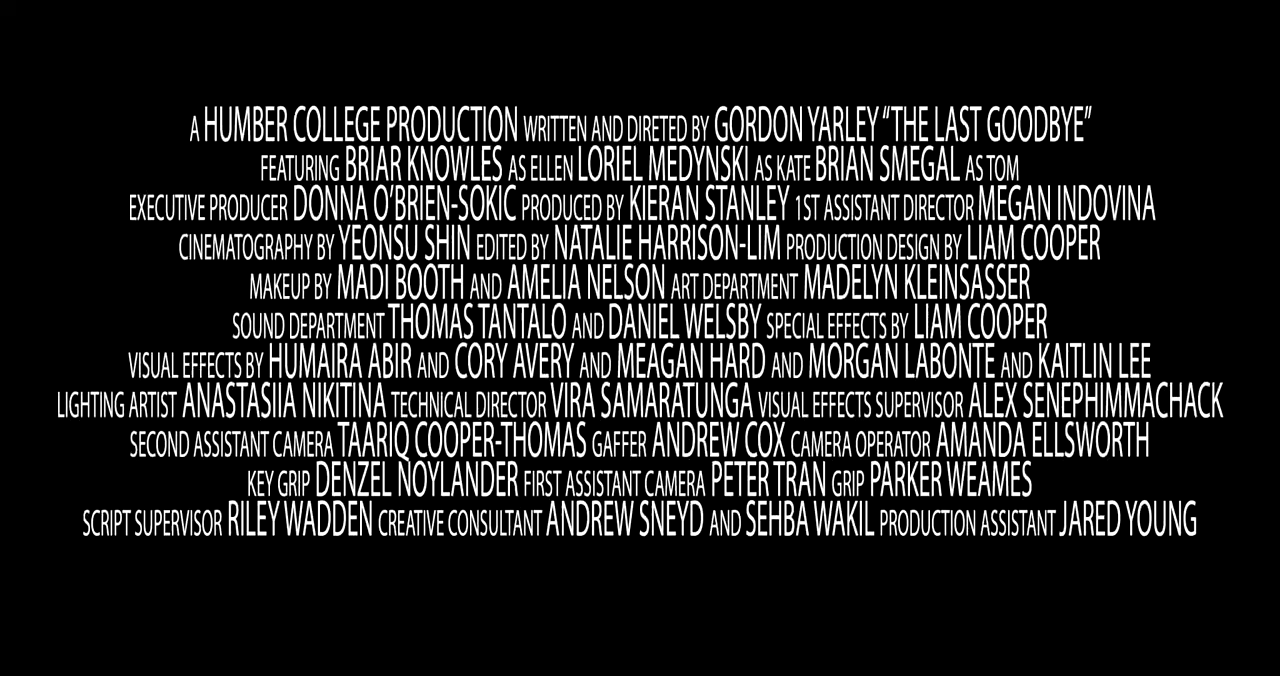 A HUMBER COLLEGE PRODUCTION WRITTEN AND DIRETED BY GORDON YARLEY “THE LAST GOODBYE”
FEATURING BRIAR KNOWLES AS ELLEN LORIEL MEDYNSKI AS KATE BRIAN SMEGAL AS TOM
EXECUTIVE PRODUCER DONNA O’BRIEN-SOKIC PRODUCED BY KIERAN STANLEY 1ST ASSISTANT DIRECTOR MEGAN INDOVINA
CINEMATOGRAPHY BY YEONSU SHIN EDITED BY NATALIE HARRISON-LIM PRODUCTION DESIGN BY LIAM COOPER
MAKEUP BY MADI BOOTH AND AMELIA NELSON ART DEPARTMENT MADELYN KLEINSASSER
SOUND DEPARTMENT THOMAS TANTALO AND DANIEL WELSBY SPECIAL EFFECTS BY LIAM COOPER
VISUAL EFFECTS BY HUMAIRA ABIR AND CORY AVERY AND MEAGAN HARD AND MORGAN LABONTE AND KAITLIN LEE
LIGHTING ARTIST ANASTASIIA NIKITINA TECHNICAL DIRECTOR VIRA SAMARATUNGA VISUAL EFFECTS SUPERVISOR ALEX SENEPHIMMACHACK
SECOND ASSISTANT CAMERA TAARIQ COOPER-THOMAS GAFFER ANDREW COX CAMERA OPERATOR AMANDA ELLSWORTH
KEY GRIP DENZEL NOYLANDER FIRST ASSISTANT CAMERA PETER TRAN GRIP PARKER WEAMES
SCRIPT SUPERVISOR RILEY WADDEN CREATIVE CONSULTANT ANDREW SNEYD AND SEHBA WAKIL PRODUCTION ASSISTANT JARED YOUNG